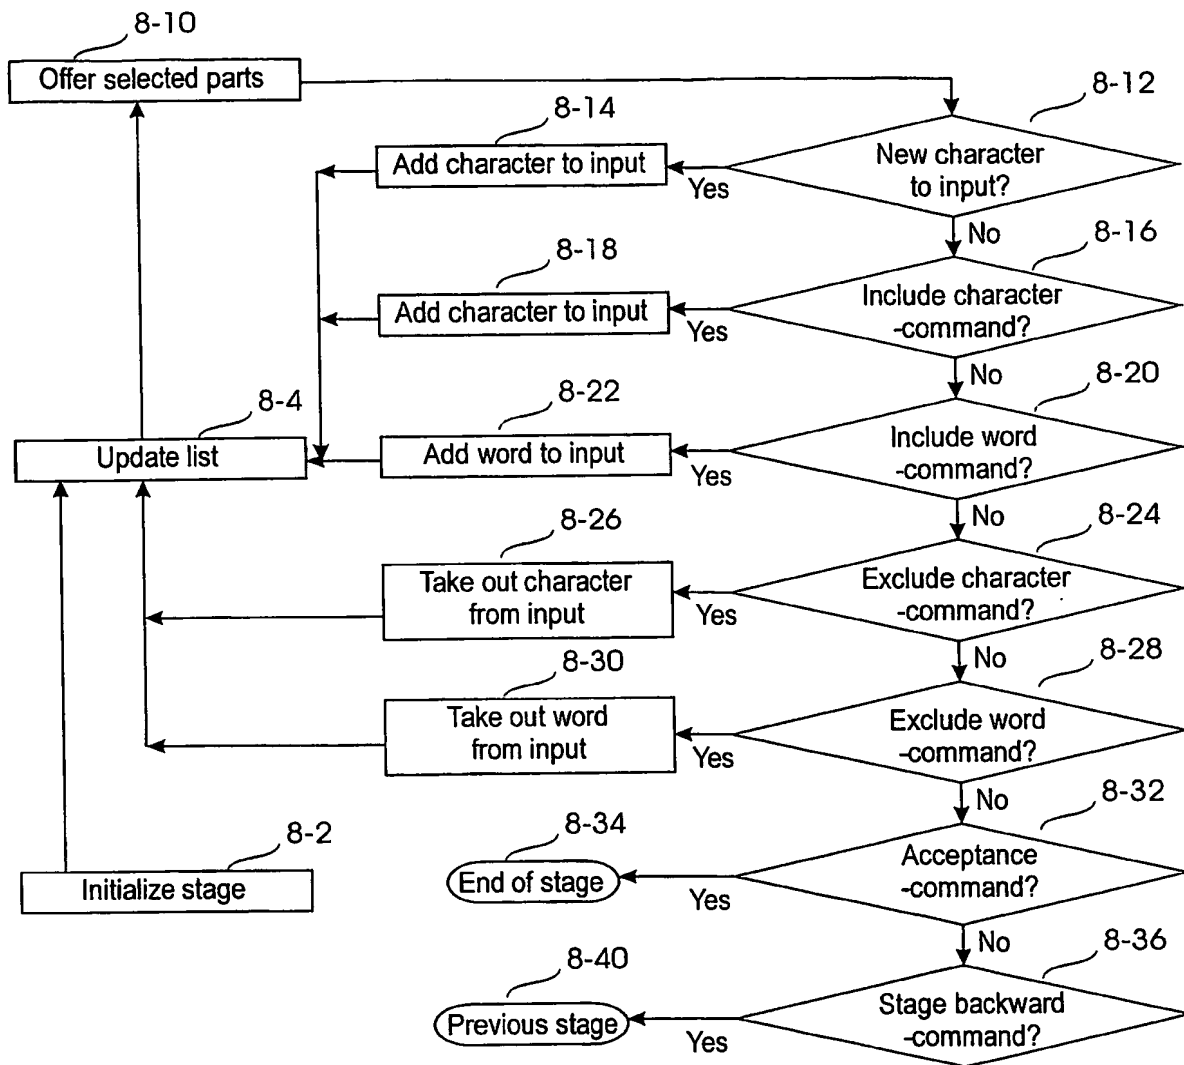 8-10
Offer selected parts
8-12
New character
to input?
8-14
Add character to input
Yes
No
8-16
Include character
-command?
8-18
Add character to input
Yes
No
8-20
Include word
-command?
8-22
Add word to input
Yes
8-4
Update list
No
8-24
Exclude character
-command?
8-26
Take out character
from input
Yes
No
8-28
Exclude word
-command?
8-30
Take out word
from input
Yes
No
8-32
Acceptance
-command?
8-34
End of stage
Yes
8-2
Initialize stage
No
8-36
Stage backward
-command?
8-40
Previous stage
Yes